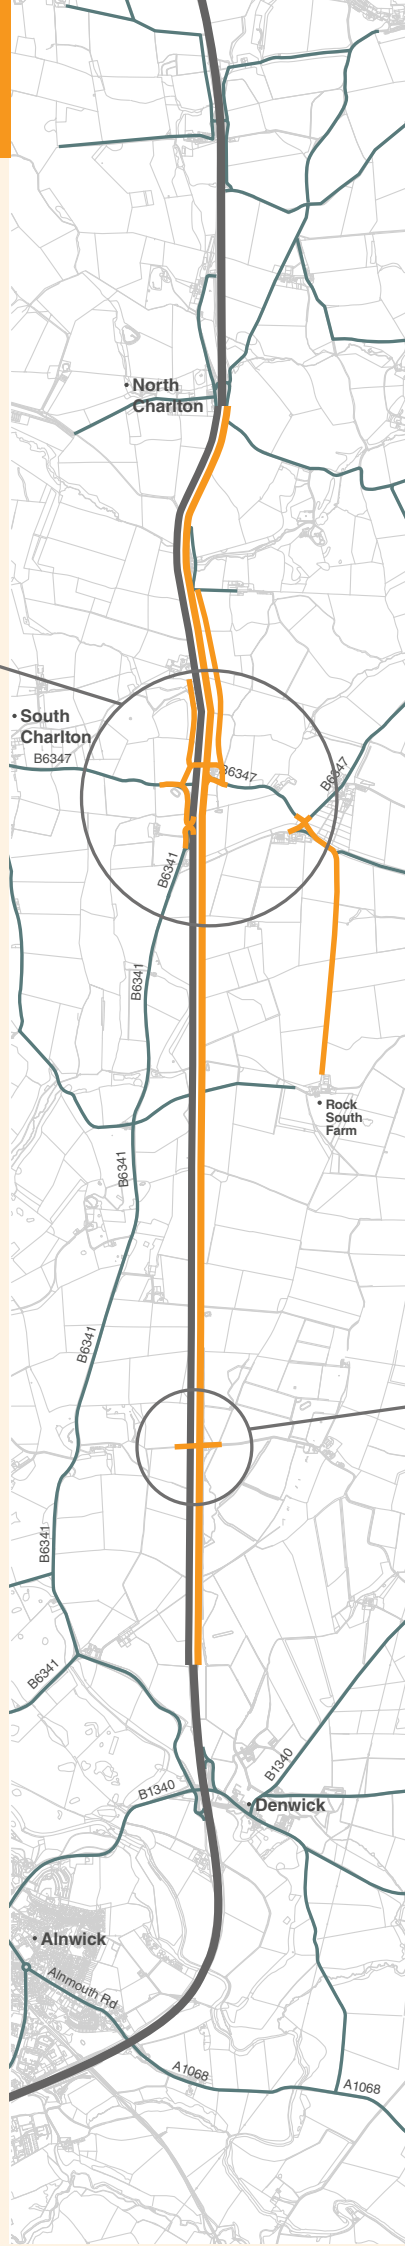 North
Charlton
South
Charlton
B6347
B6347
B6347
B6341
B6341
Rock
South
Farm
B6341
B6341
B6341
B6341
B1340
B1340
Denwick
Alnwick
Alnmouth Rd
A1068
A1068